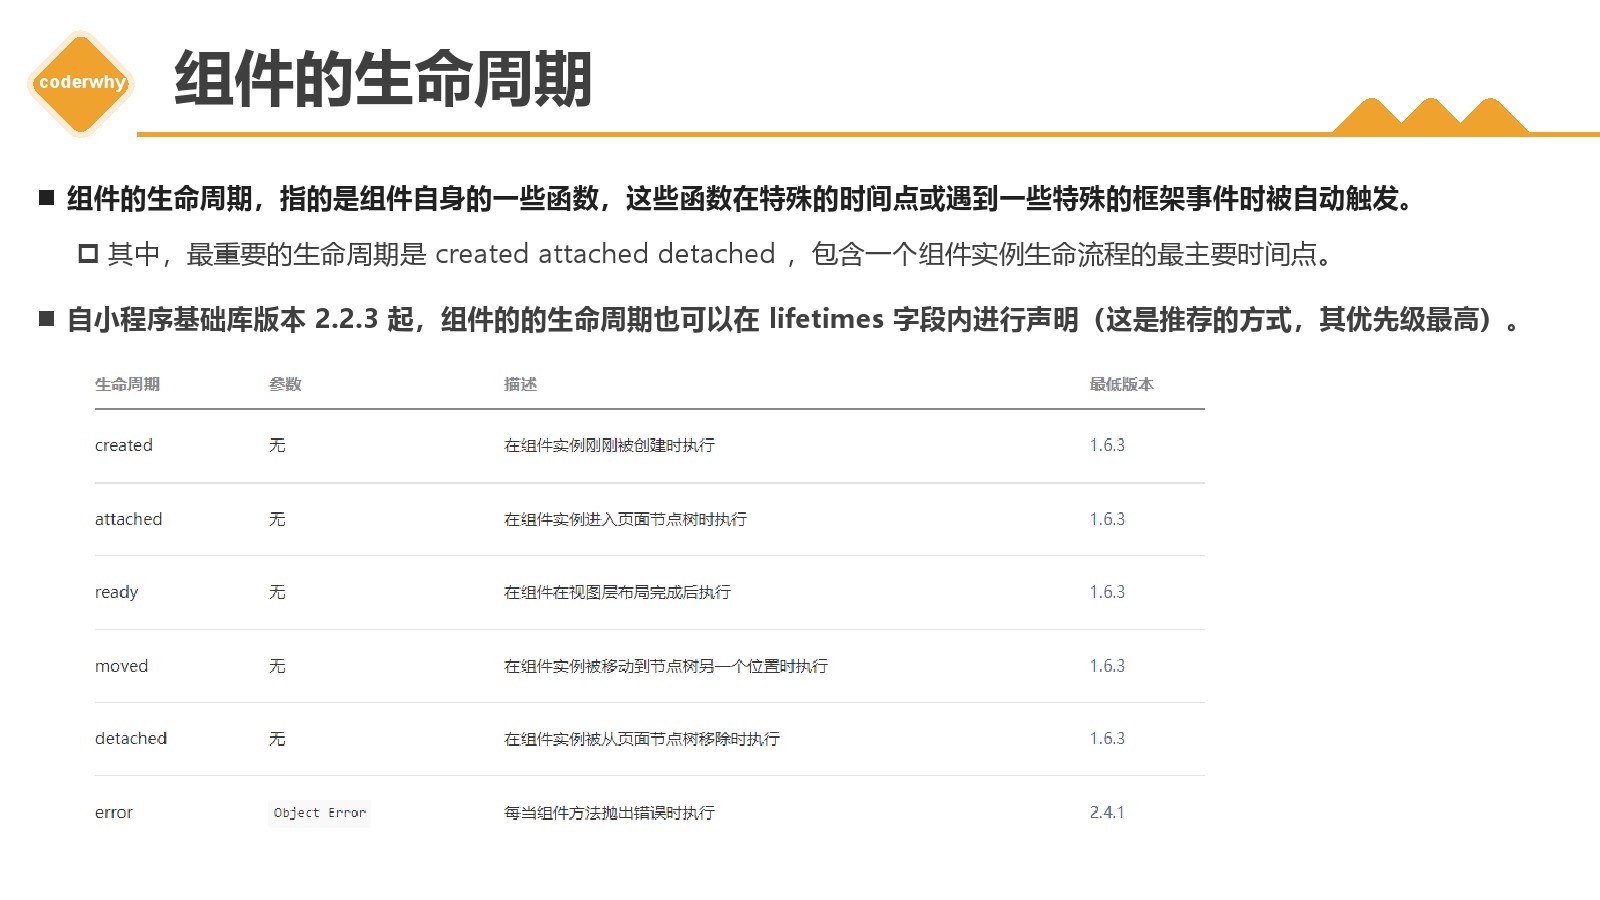 coderwhy
组件的生命周期
组件的生命周期，指的是组件自身的一些函数，这些函数在特殊的时间点或遇到一些特殊的框架事件时被自动触发。
其中，最重要的生命周期是 created attached detached ，包含一个组件实例生命流程的最主要时间点。
自小程序基础库版本 2.2.3 起，组件的的生命周期也可以在 lifetimes 字段内进行声明（这是推荐的方式，其优先级最高）。
生命周期 参数 描述 最低版本
created 无 在组件实例刚刚被创建时执行 1.6.3
attached 无 在组件实例进入页面节点树时执行 1.6.3
ready 无 在组件在视图层布局完成后执行 1.6.3
moved 无 在组件实例被移动到节点树另一个位置时执行 1.6.3
detached 无 在组件实例被从页面节点树移除时执行 1.6.3
error Object Error 每当组件方法抛出错误时执行 2.4.1